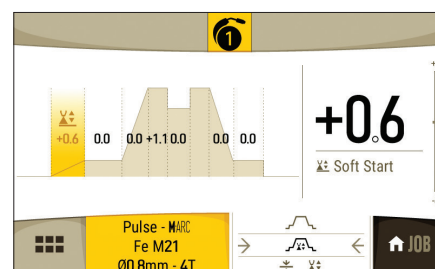 1
+0.6 0.0 0.0 +1.1 0.0 0.0 0.0
+0.6
Soft Start
Pulse - MARC
Fe M21
Ø0.8mm - 4T
JOB